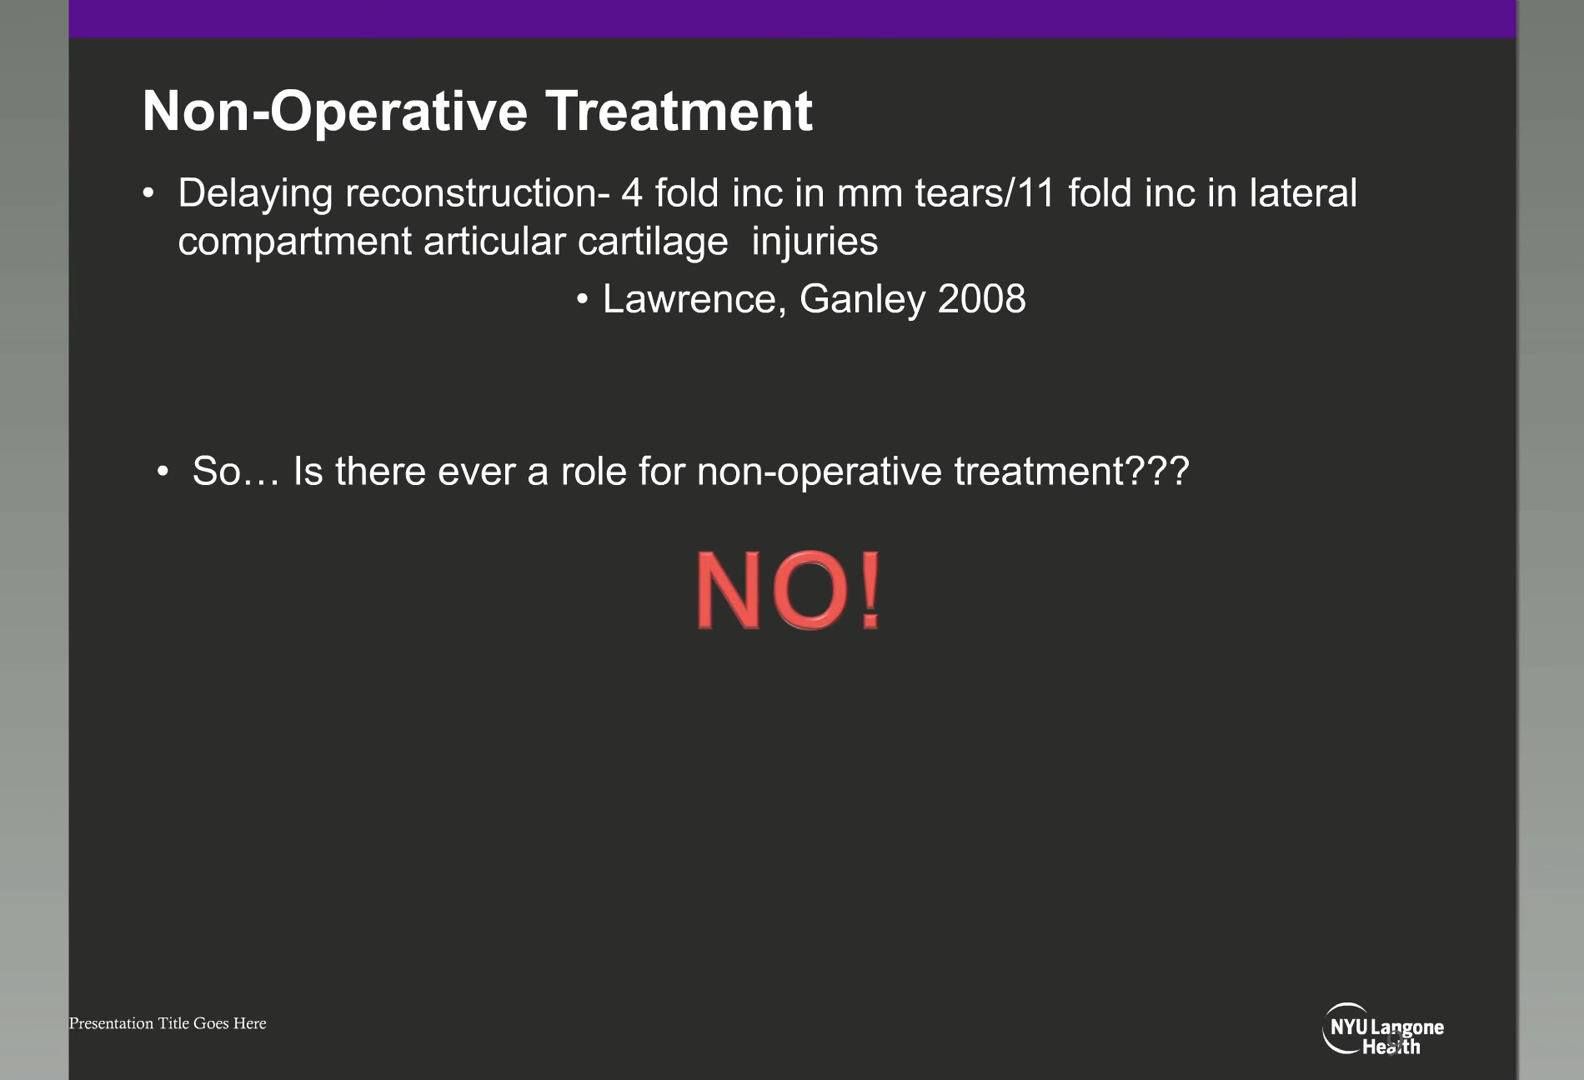 Non-Operative Treatment
• Delaying reconstruction- 4 fold inc in mm tears/11 fold inc in lateral
compartment articular cartilage  injuries
• Lawrence, Ganley 2008
• So… Is there ever a role for non-operative treatment???
NO!
Presentation Title Goes Here
NYU Langone
Health